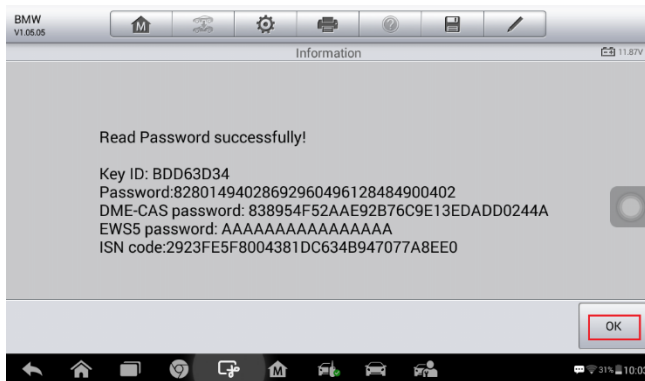 BMW
V1.05.05
Information
11.87V
Read Password successfully!
Key ID: BDD63D34
Password:82801494028692960496128484900402
DME-CAS password: 838954F52AAE92B76C9E13EDADD0244A
EWS5 password: AAAAAAAAAAAAAAAA
ISN code:2923FE5F8004381DC634B947077A8EE0
OK
31%